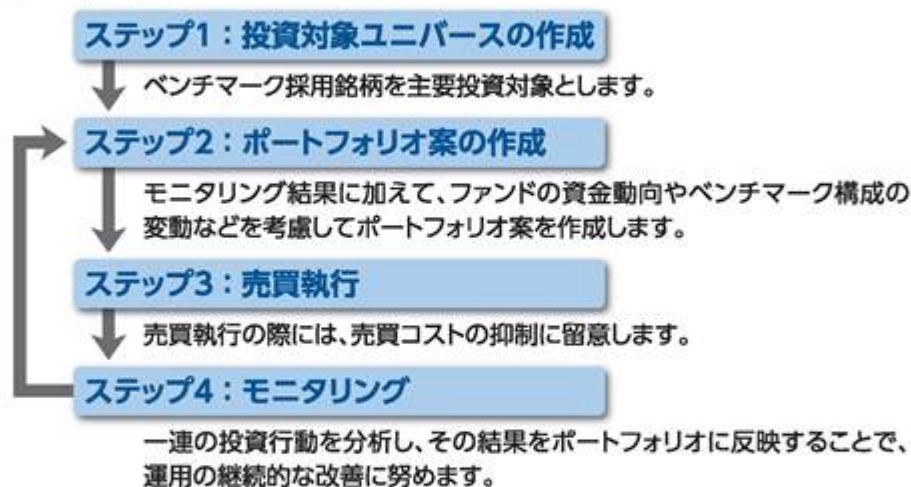 ステップ1：投資対象ユニバースの作成
ベンチマーク採用銘柄を主要投資対象とします。
ステップ2：ポートフォリオ案の作成
モニタリング結果に加えて、ファンドの資金動向やベンチマーク構成の
変動などを考慮してポートフォリオ案を作成します。
ステップ3：売買執行
売買執行の際には、売買コストの抑制に留意します。
ステップ4：モニタリング
一連の投資行動を分析し、その結果をポートフォリオに反映することで、
運用の継続的な改善に努めます。